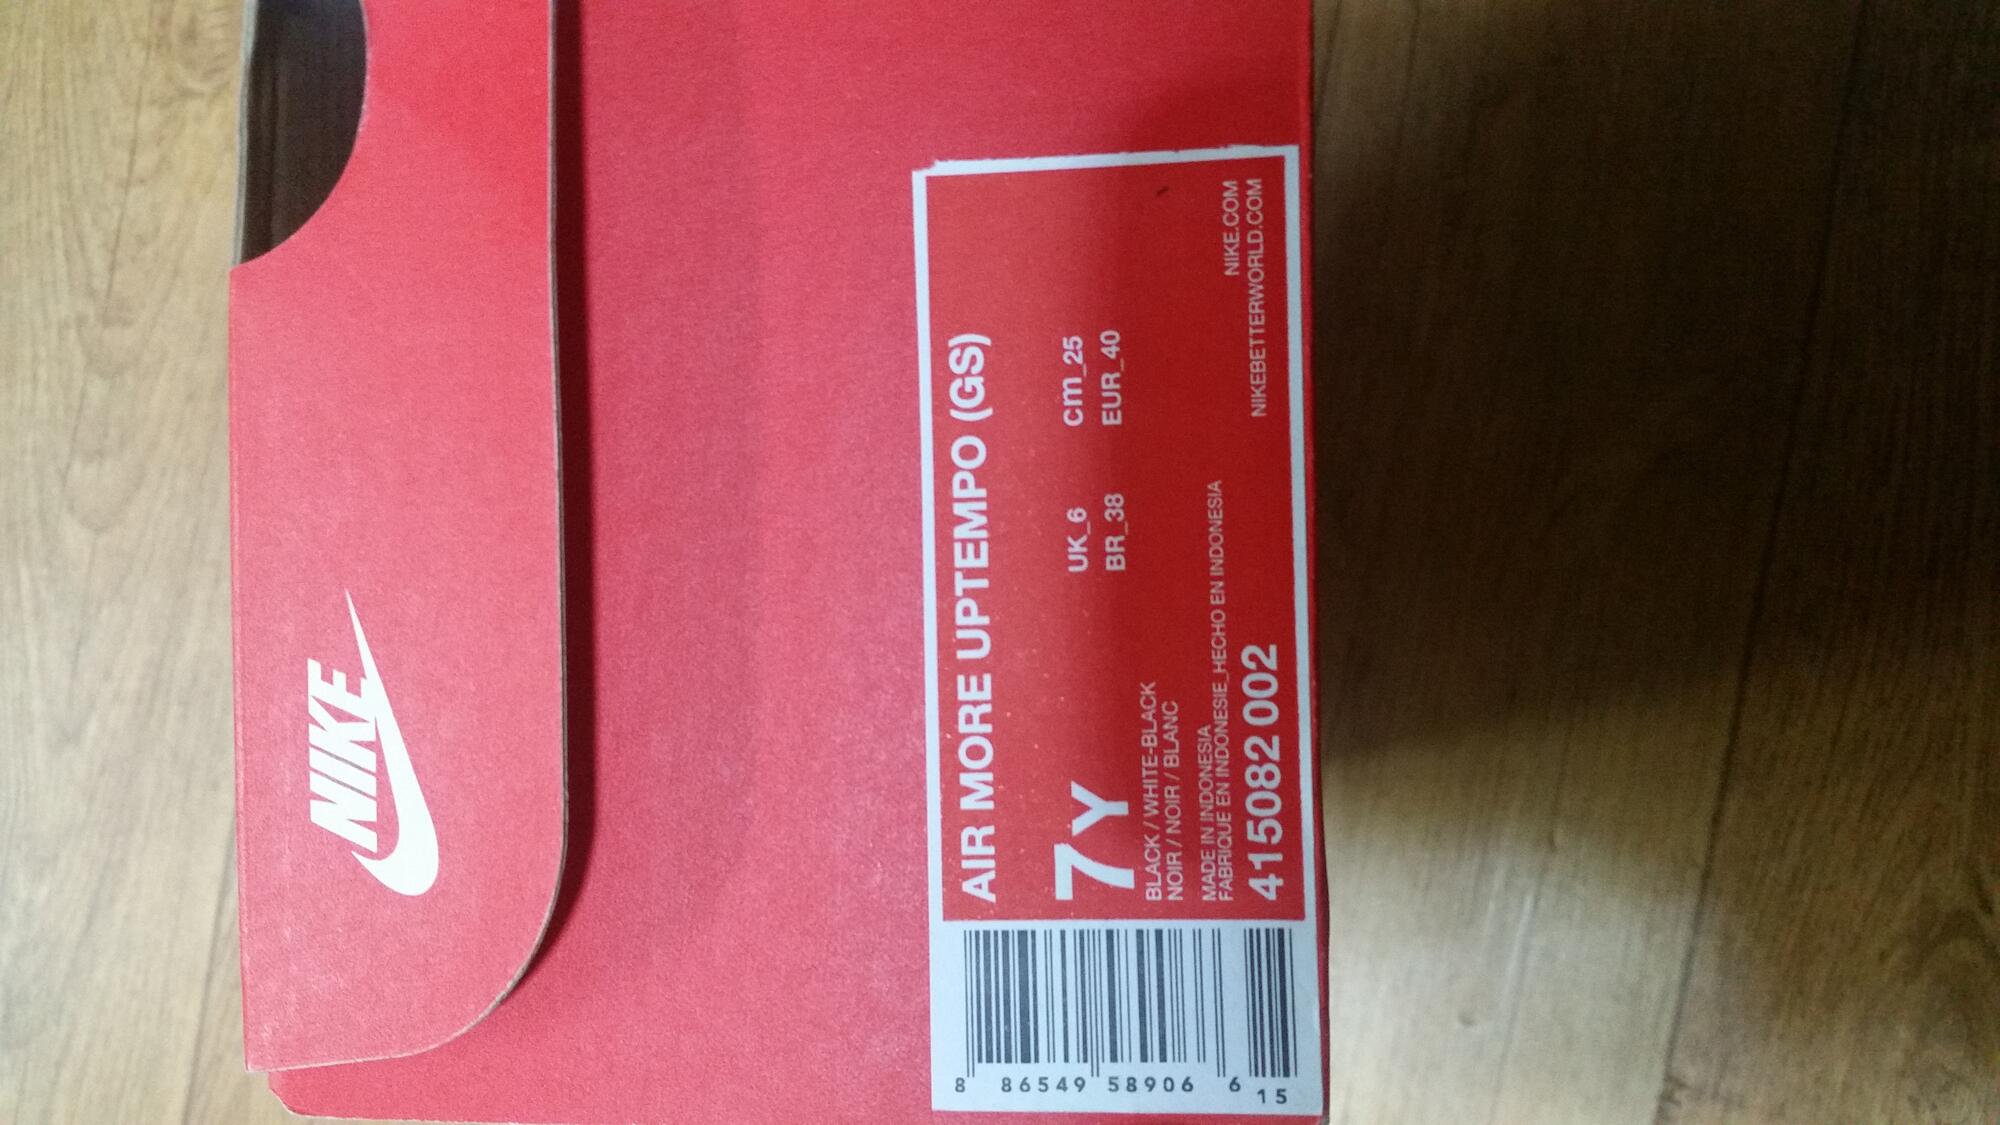 NIKE
AIR MORE UPTEMPO (GS)
7Y
UK_6 cm_25
BR_38 EUR_40
BLACK / WHITE-BLACK
NOIR / NOIR / BLANC
MADE IN INDONESIA
FABRIQUE EN INDONESIE_HECHO EN INDONESIA
415082 002
NIKE.COM
NIKEBETTERWORLD.COM
8 86549 58906 6
15